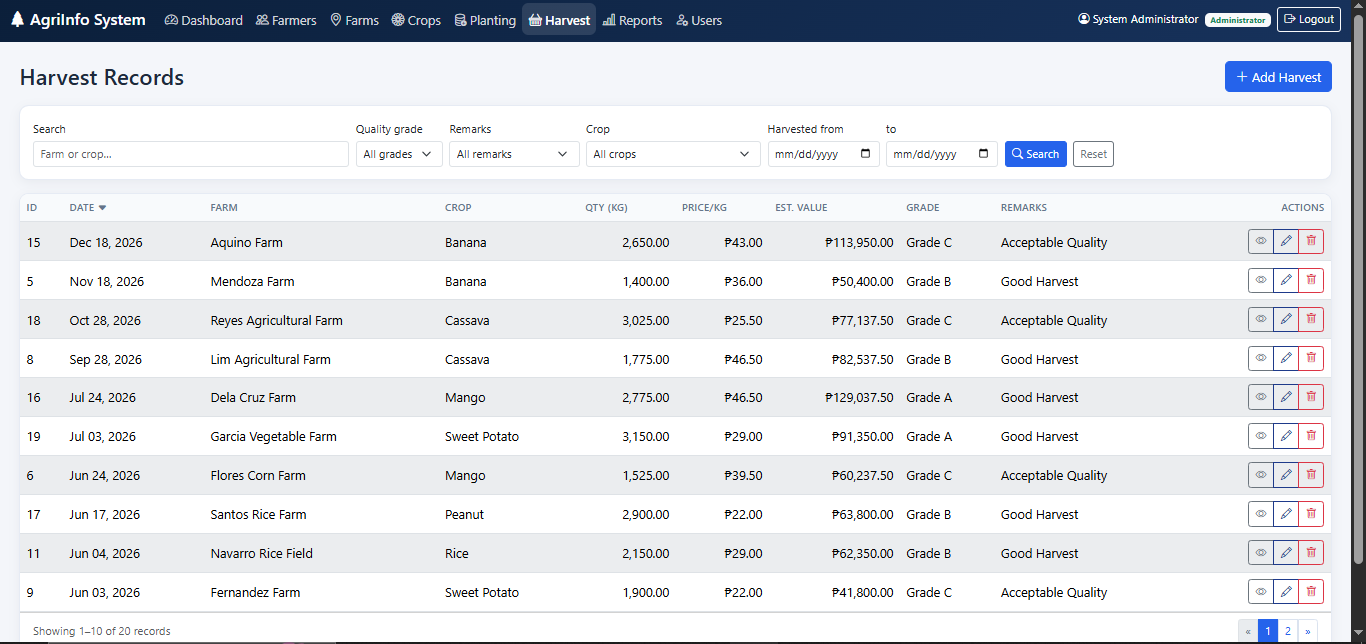 AgriInfo System Dashboard Farmers Farms Crops Planting Harvest Reports Users System Administrator Administrator Logout
Harvest Records + Add Harvest
Search Quality grade Remarks Crop Harvested from to
Farm or crop... All grades All remarks All crops mm/dd/yyyy mm/dd/yyyy Search Reset
ID DATE FARM CROP QTY (KG) PRICE/KG EST. VALUE GRADE REMARKS ACTIONS
15 Dec 18, 2026 Aquino Farm Banana 2,650.00 ₱43.00 ₱113,950.00 Grade C Acceptable Quality
5 Nov 18, 2026 Mendoza Farm Banana 1,400.00 ₱36.00 ₱50,400.00 Grade B Good Harvest
18 Oct 28, 2026 Reyes Agricultural Farm Cassava 3,025.00 ₱25.50 ₱77,137.50 Grade C Acceptable Quality
8 Sep 28, 2026 Lim Agricultural Farm Cassava 1,775.00 ₱46.50 ₱82,537.50 Grade B Good Harvest
16 Jul 24, 2026 Dela Cruz Farm Mango 2,775.00 ₱46.50 ₱129,037.50 Grade A Good Harvest
19 Jul 03, 2026 Garcia Vegetable Farm Sweet Potato 3,150.00 ₱29.00 ₱91,350.00 Grade A Good Harvest
6 Jun 24, 2026 Flores Corn Farm Mango 1,525.00 ₱39.50 ₱60,237.50 Grade C Acceptable Quality
17 Jun 17, 2026 Santos Rice Farm Peanut 2,900.00 ₱22.00 ₱63,800.00 Grade B Good Harvest
11 Jun 04, 2026 Navarro Rice Field Rice 2,150.00 ₱29.00 ₱62,350.00 Grade B Good Harvest
9 Jun 03, 2026 Fernandez Farm Sweet Potato 1,900.00 ₱22.00 ₱41,800.00 Grade C Acceptable Quality
Showing 1–10 of 20 records « 1 2 »